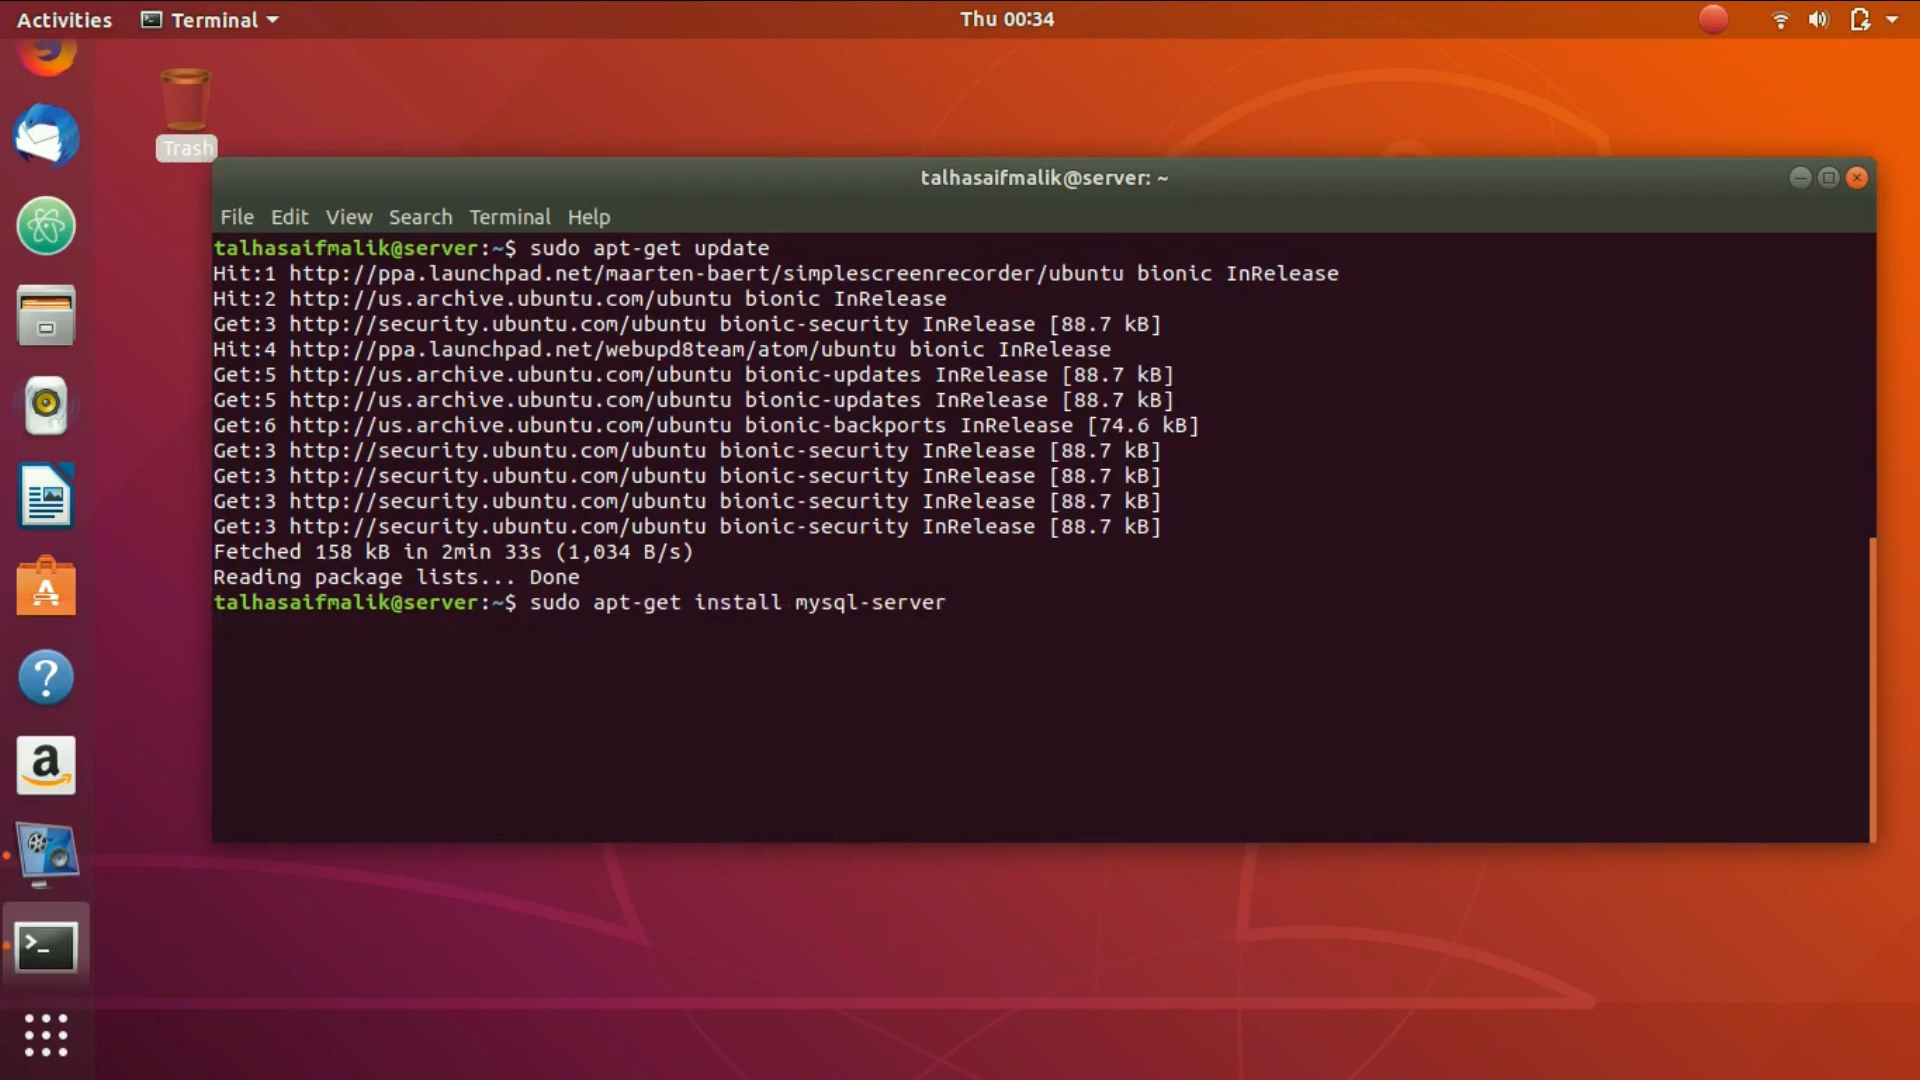 Activities Terminal Thu 00:34
Trash
talhasaifmalik@server: ~
File Edit View Search Terminal Help
talhasaifmalik@server:~$ sudo apt-get update
Hit:1 http://ppa.launchpad.net/maarten-baert/simplescreenrecorder/ubuntu bionic InRelease
Hit:2 http://us.archive.ubuntu.com/ubuntu bionic InRelease
Get:3 http://security.ubuntu.com/ubuntu bionic-security InRelease [88.7 kB]
Hit:4 http://ppa.launchpad.net/webupd8team/atom/ubuntu bionic InRelease
Get:5 http://us.archive.ubuntu.com/ubuntu bionic-updates InRelease [88.7 kB]
Get:5 http://us.archive.ubuntu.com/ubuntu bionic-updates InRelease [88.7 kB]
Get:6 http://us.archive.ubuntu.com/ubuntu bionic-backports InRelease [74.6 kB]
Get:3 http://security.ubuntu.com/ubuntu bionic-security InRelease [88.7 kB]
Get:3 http://security.ubuntu.com/ubuntu bionic-security InRelease [88.7 kB]
Get:3 http://security.ubuntu.com/ubuntu bionic-security InRelease [88.7 kB]
Get:3 http://security.ubuntu.com/ubuntu bionic-security InRelease [88.7 kB]
Fetched 158 kB in 2min 33s (1,034 B/s)
Reading package lists... Done
talhasaifmalik@server:~$ sudo apt-get install mysql-server